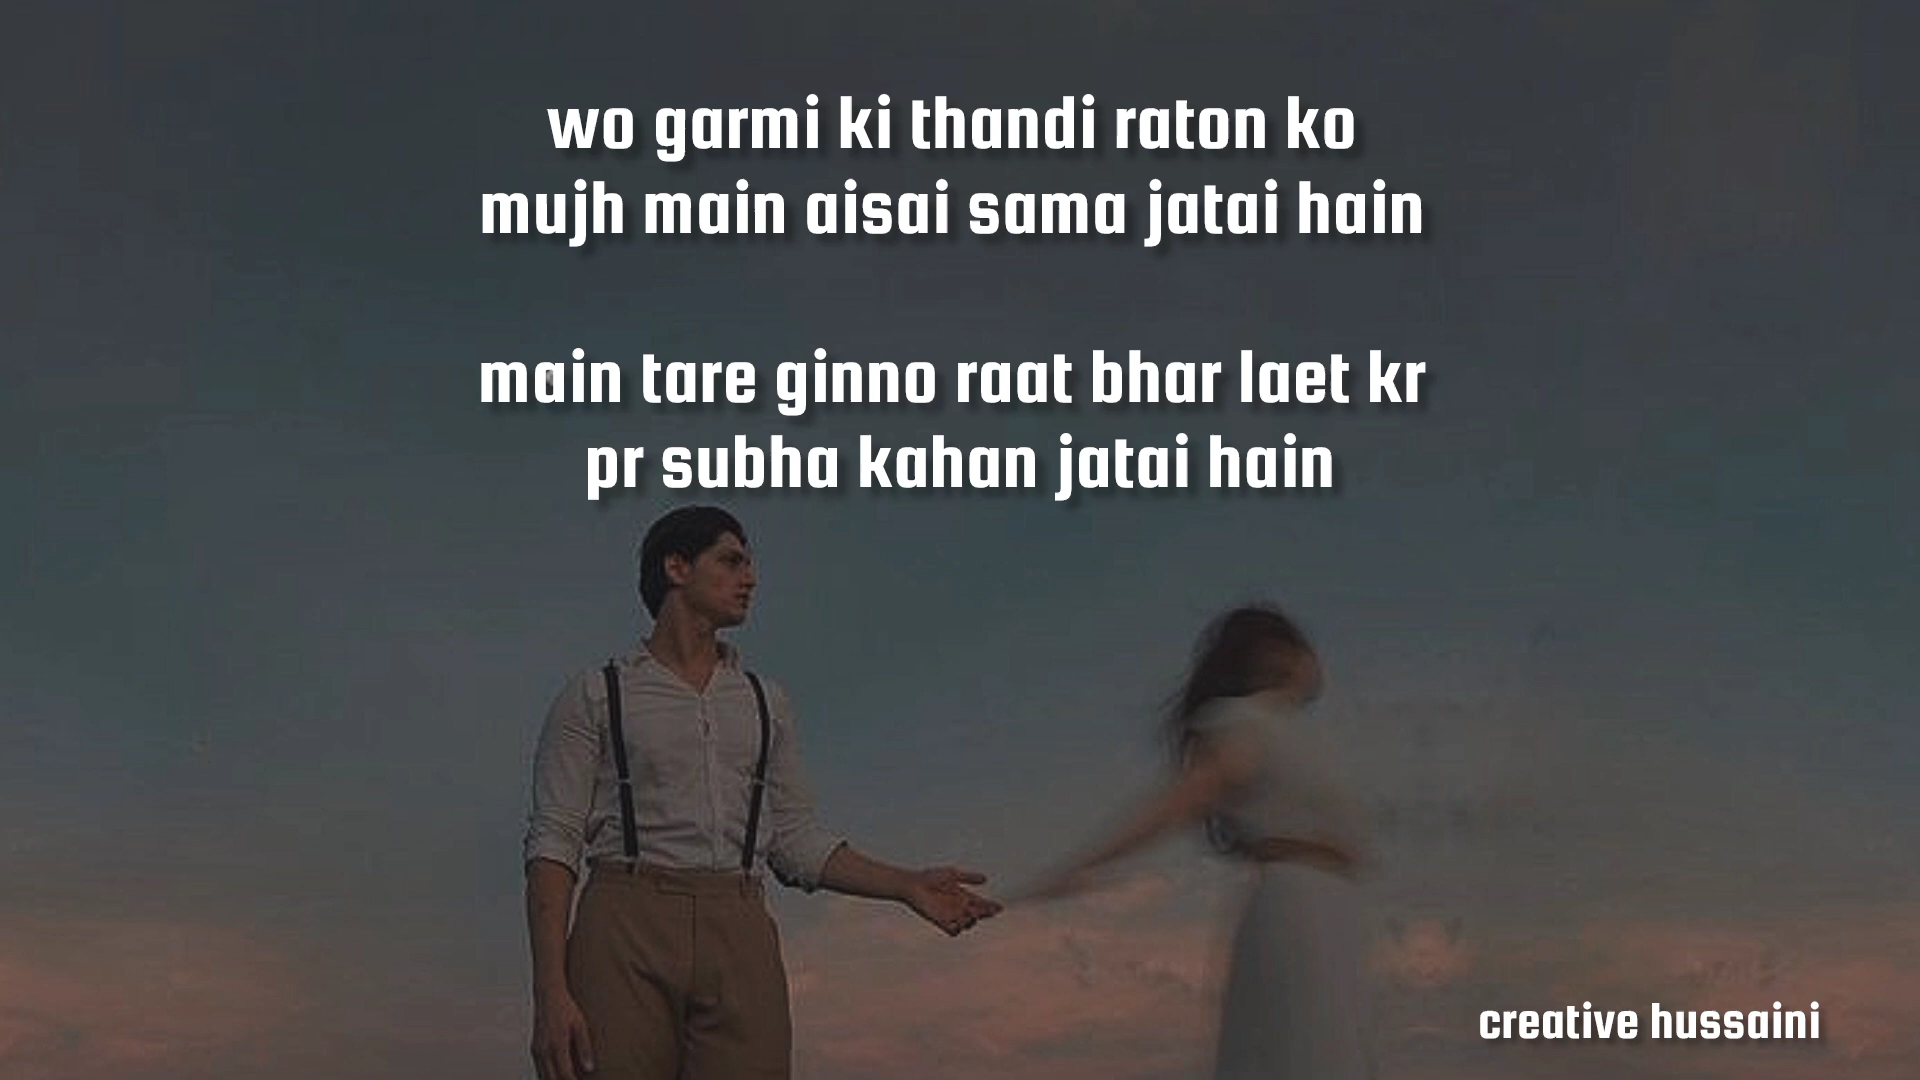 wo garmi ki thandi raton ko
mujh main aisai sama jatai hain
main tare ginno raat bhar laet kr
pr subha kahan jatai hain
creative hussaini